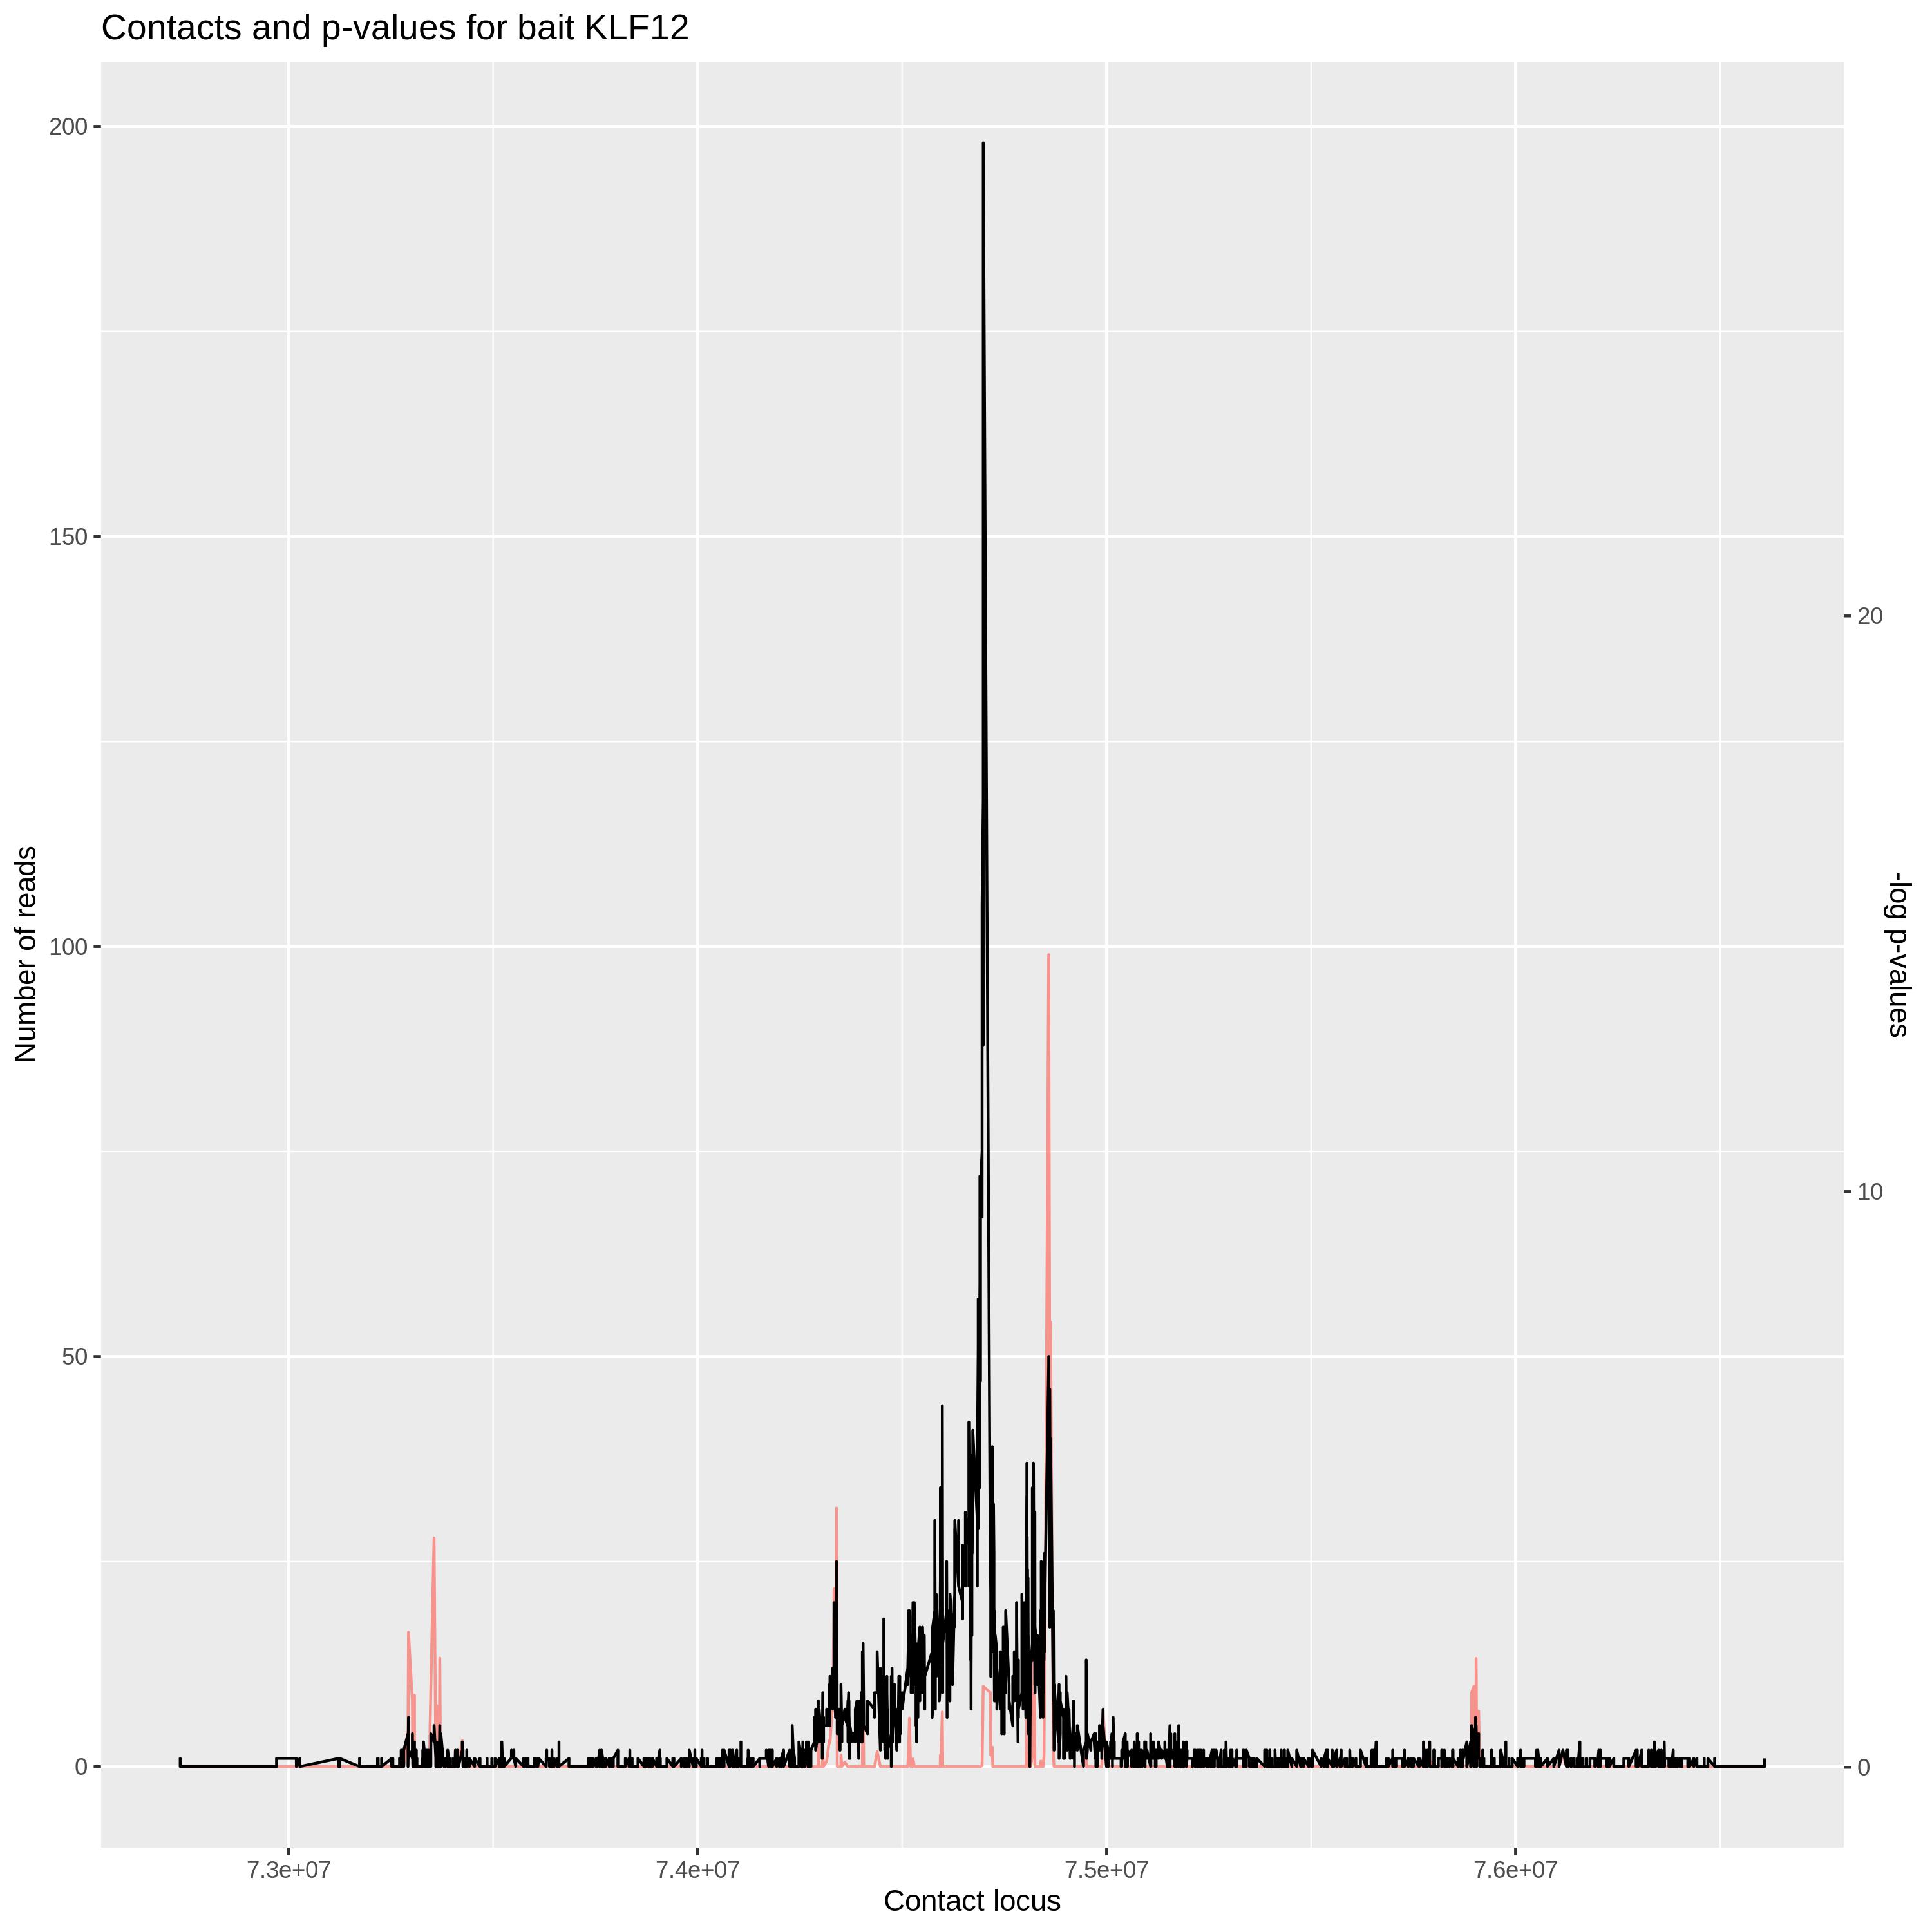 Contacts and p-values for bait KLF12
200
150
100
50
0
Number of reads
20
10
0
-log p-values
7.3e+07
7.4e+07
7.5e+07
7.6e+07
Contact locus